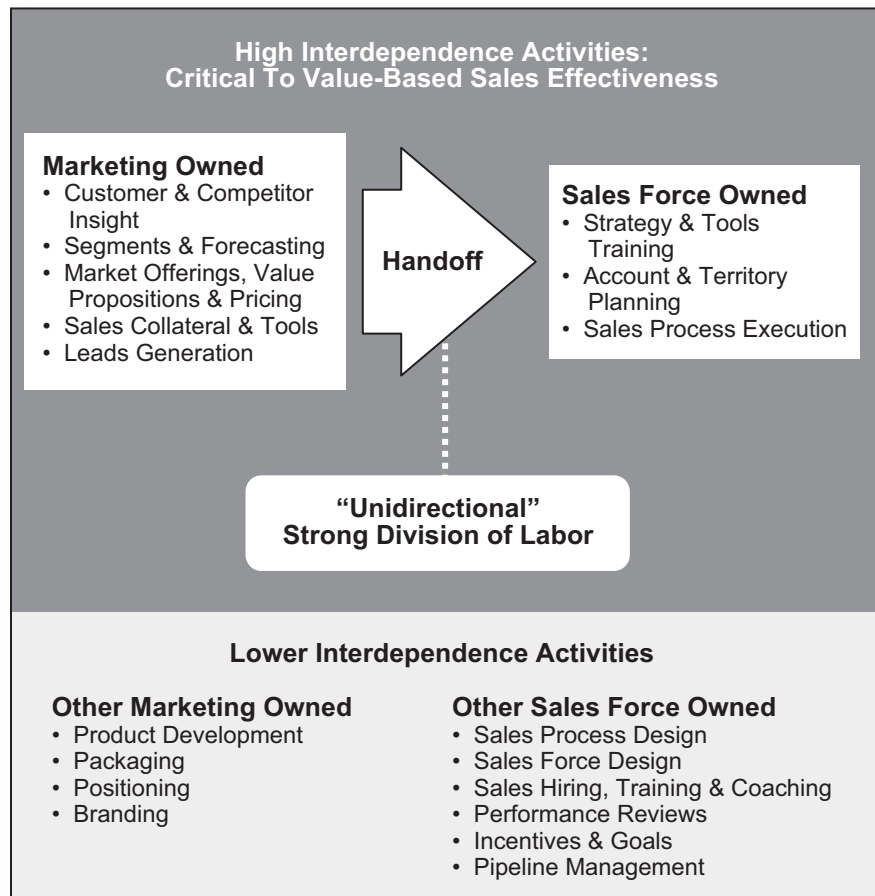 High Interdependence Activities:
Critical To Value-Based Sales Effectiveness
Marketing Owned
• Customer & Competitor
Insight
• Segments & Forecasting
• Market Offerings, Value
Propositions & Pricing
• Sales Collateral & Tools
• Leads Generation
Handoff
Sales Force Owned
• Strategy & Tools
Training
• Account & Territory
Planning
• Sales Process Execution
“Unidirectional”
Strong Division of Labor
Lower Interdependence Activities
Other Marketing Owned
• Product Development
• Packaging
• Positioning
• Branding
Other Sales Force Owned
• Sales Process Design
• Sales Force Design
• Sales Hiring, Training & Coaching
• Performance Reviews
• Incentives & Goals
• Pipeline Management